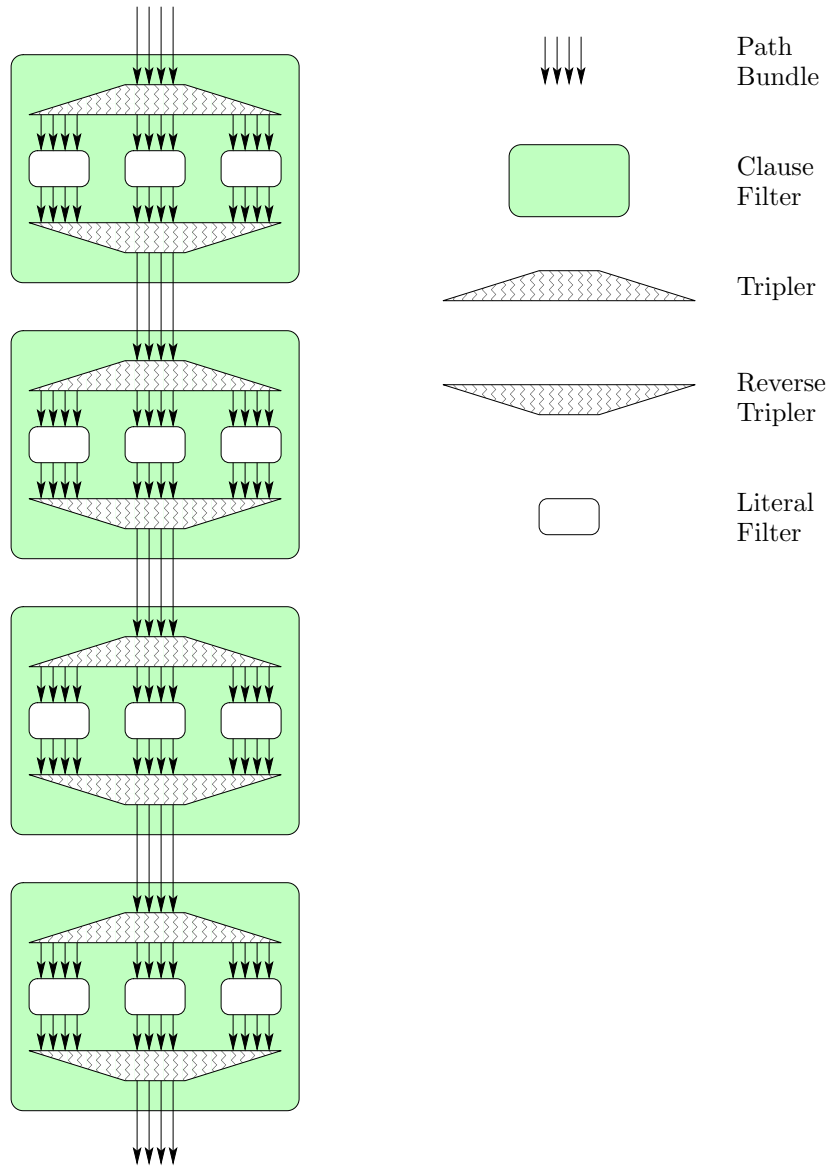 Path
Bundle
Clause
Filter
Tripler
Reverse
Tripler
Literal
Filter